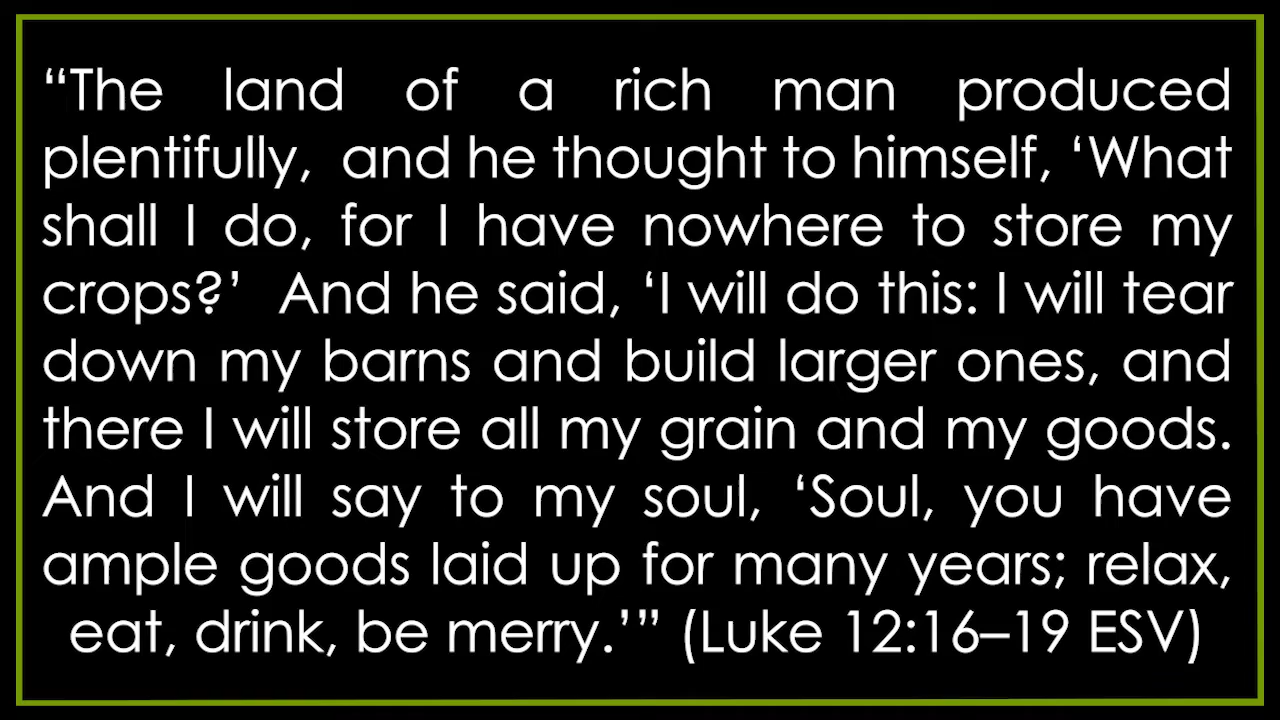 “The land of a rich man produced
plentifully, and he thought to himself, ‘What
shall I do, for I have nowhere to store my
crops?’ And he said, ‘I will do this: I will tear
down my barns and build larger ones, and
there I will store all my grain and my goods.
And I will say to my soul, ‘Soul, you have
ample goods laid up for many years; relax,
eat, drink, be merry.’” (Luke 12:16–19 ESV)